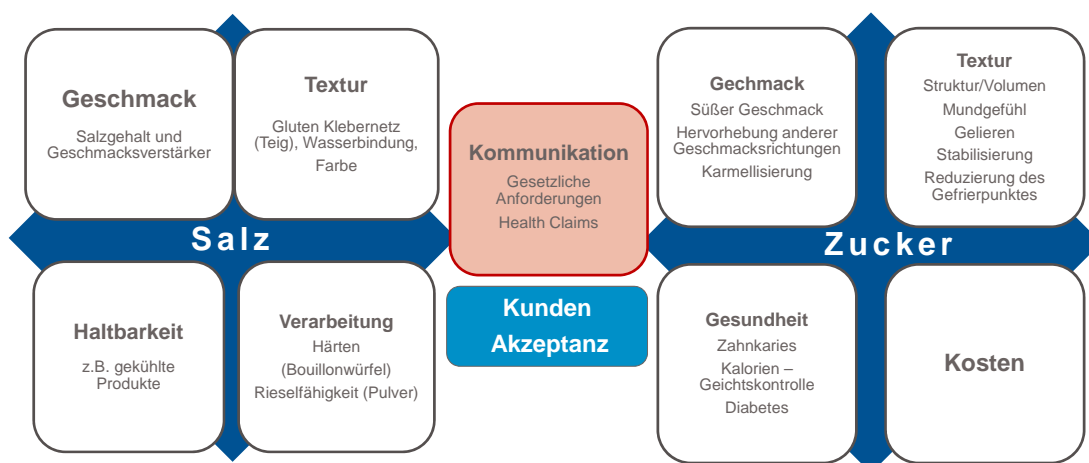 Geschmack
Salzgehalt und
Geschmacksverstärker
Textur
Gluten Klebernetz
(Teig), Wasserbindung,
Farbe
Salz
Haltbarkeit
z.B. gekühlte
Produkte
Verarbeitung
Härten
(Bouillonwürfel)
Rieselfähigkeit (Pulver)
Kommunikation
Gesetzliche
Anforderungen
Health Claims
Kunden
Akzeptanz
Gechmack
Süßer Geschmack
Hervorhebung anderer
Geschmacksrichtungen
Karmellisierung
Textur
Struktur/Volumen
Mundgefühl
Gelieren
Stabilisierung
Reduzierung des
Gefrierpunktes
Zucker
Gesundheit
Zahnkaries
Kalorien –
Geichtskontrolle
Diabetes
Kosten